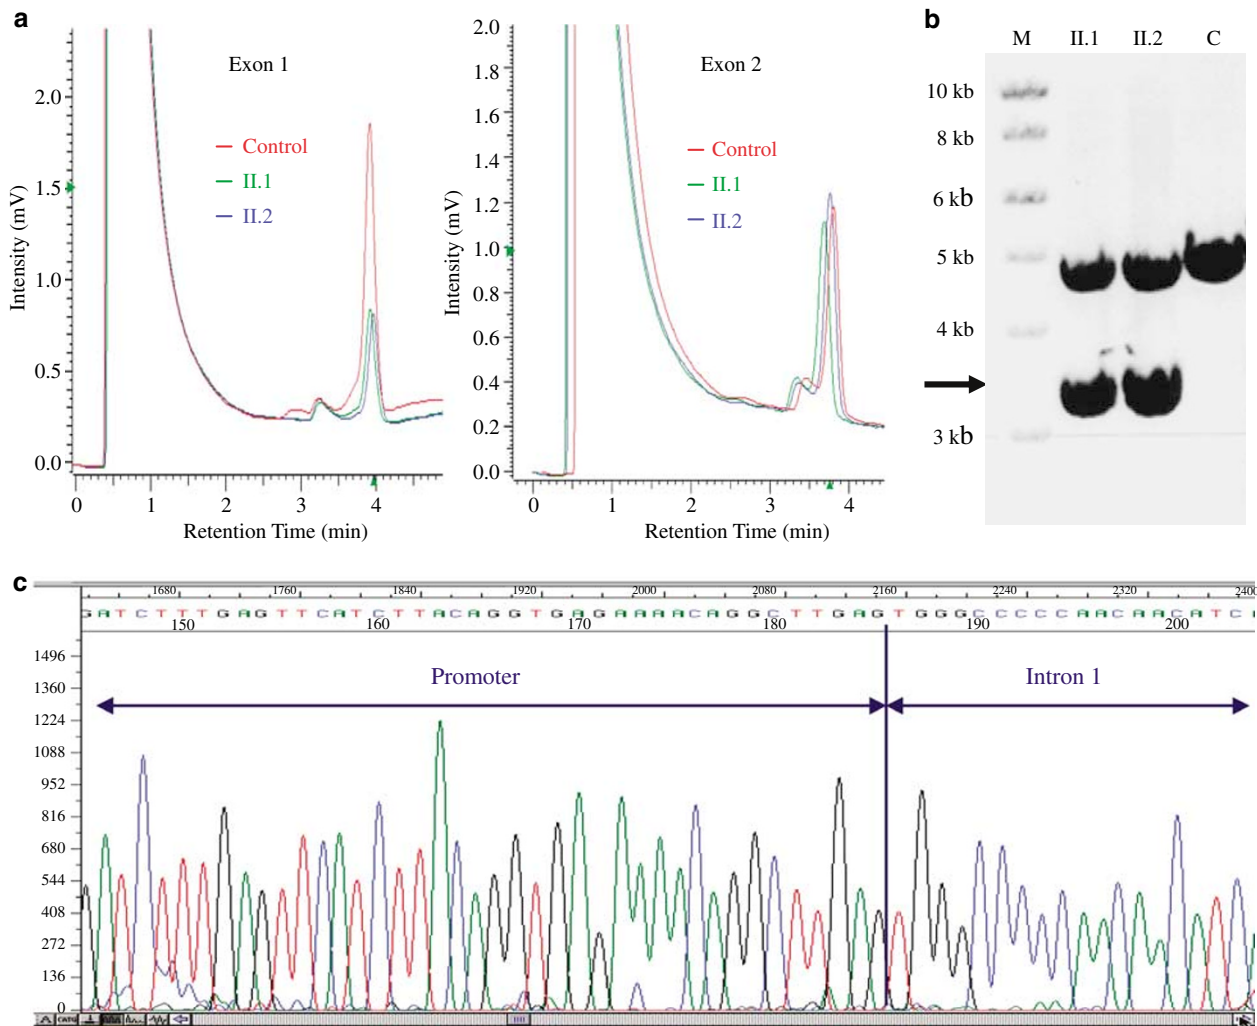 a
Exon 1
Control
II.1
II.2
2.0
1.5
1.0
0.5
0.0
Intensity (mV)
0 1 2 3 4
Retention Time (min)
Exon 2
Control
II.1
II.2
2.0
1.8
1.6
1.4
1.2
1.0
0.8
0.6
0.4
0.2
0.0
Intensity (mV)
0 1 2 3 4
Retention Time (min)
b
M II.1 II.2 C
10 kb
8 kb
6 kb
5 kb
4 kb
3 kb
c
1680 1760 1840 1920 2000 2080 2160 2240 2320 2400
GATCTTTGAGTTCATCTTACAGGTGAGAAAACAGGCTTGAGTGGGCCCCCAACAACATC
150 160 170 180 190 200
Promoter Intron 1
1496
1360
1224
1088
952
816
680
544
408
272
136
0